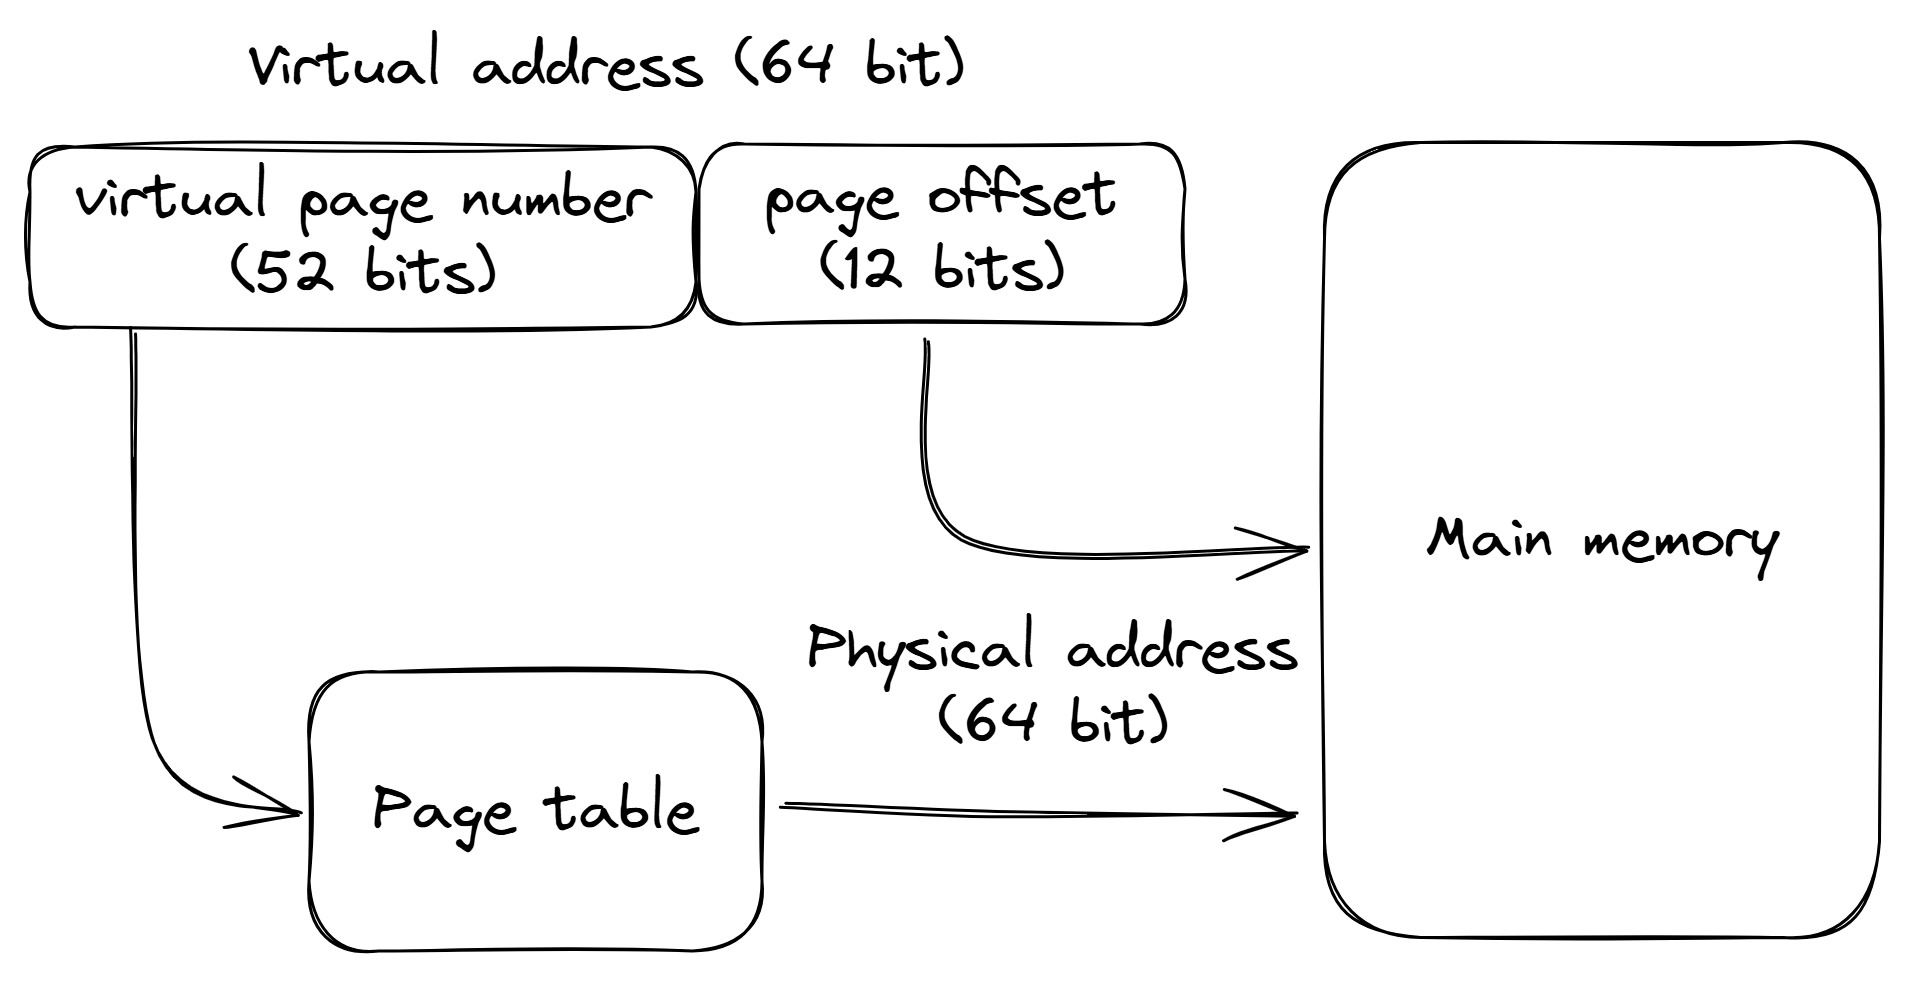 Virtual address (64 bit)
virtual page number
(52 bits)
page offset
(12 bits)
Main memory
Physical address
(64 bit)
Page table